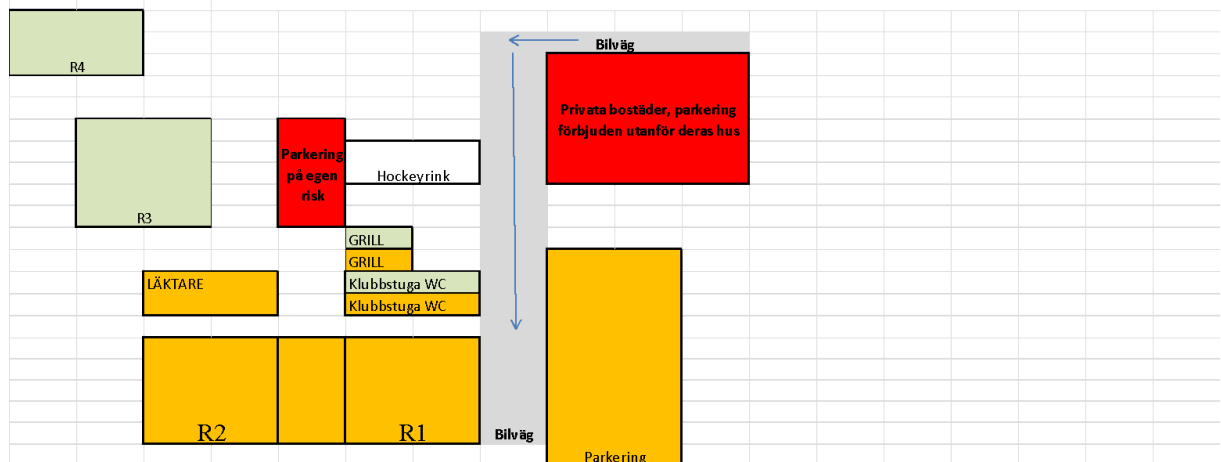 Bilväg
R4
Privata bostäder, parkering
förbjuden utanför deras hus
Parkering
på egen
risk
Hockeyrink
R3
GRILL
GRILL
LÄKTARE
Klubbstuga WC
Klubbstuga WC
R2
R1
Bilväg
Parkering